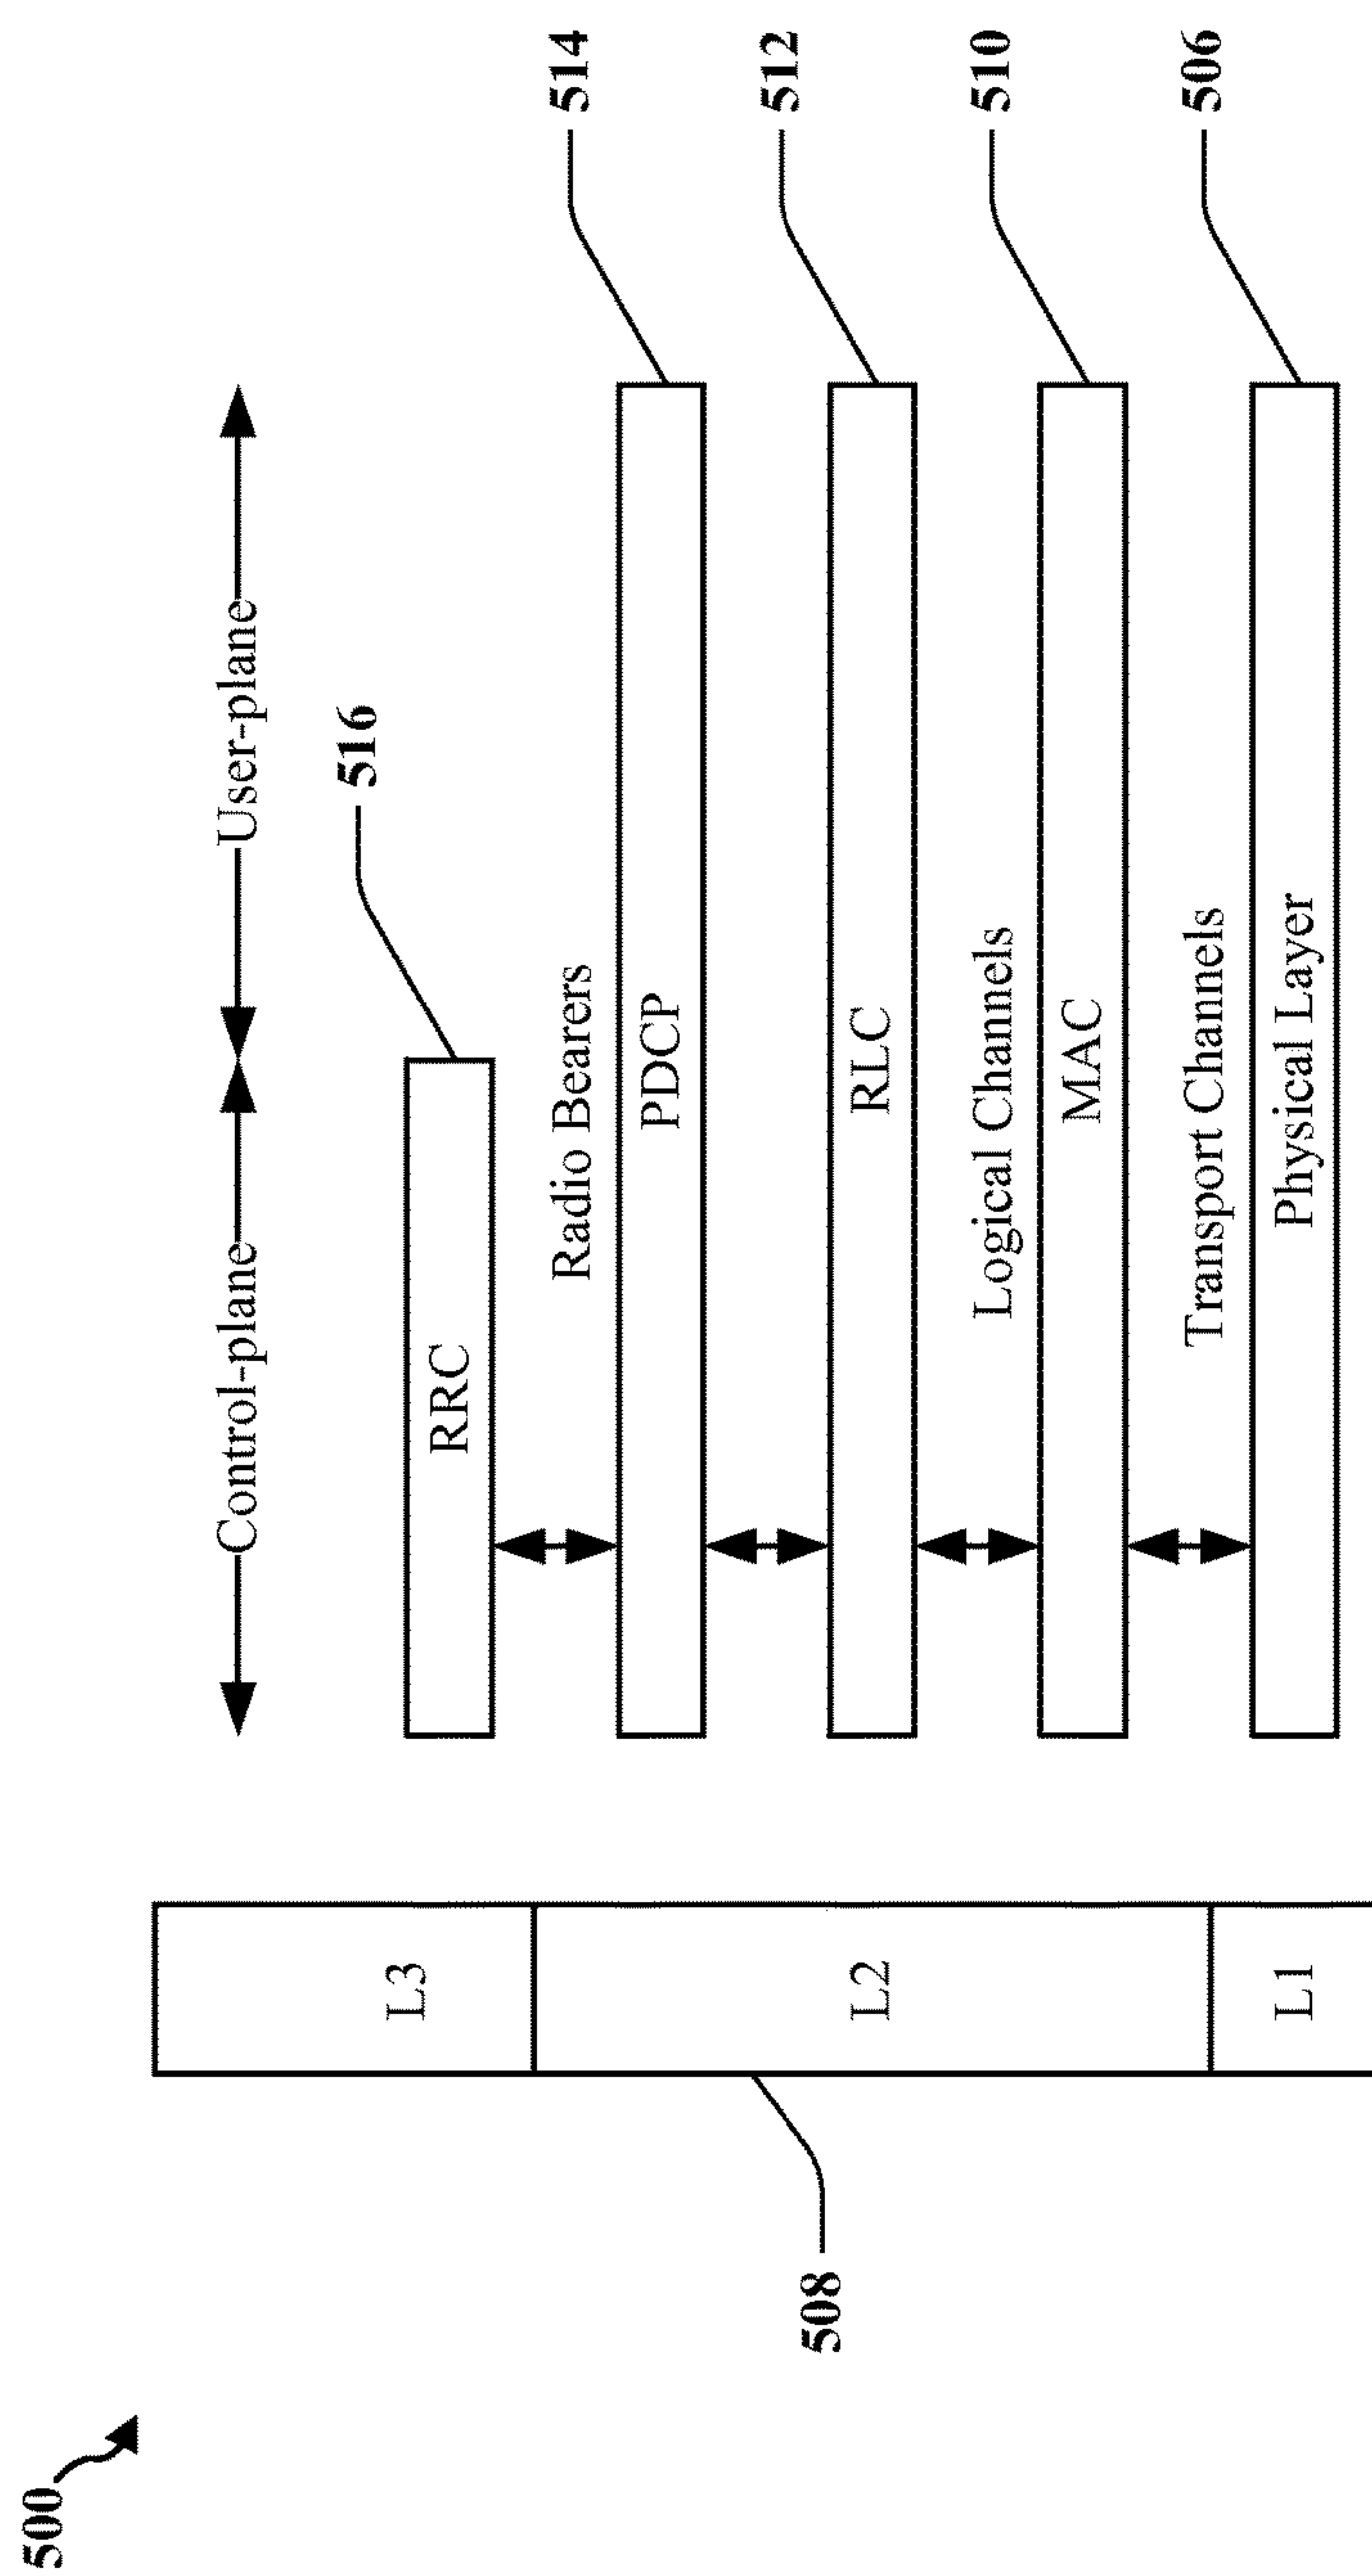 500
Control-plane
User-plane
516
L3
RRC
Radio Bearers
514
PDCP
508
L2
512
RLC
Logical Channels
510
MAC
Transport Channels
506
L1
Physical Layer